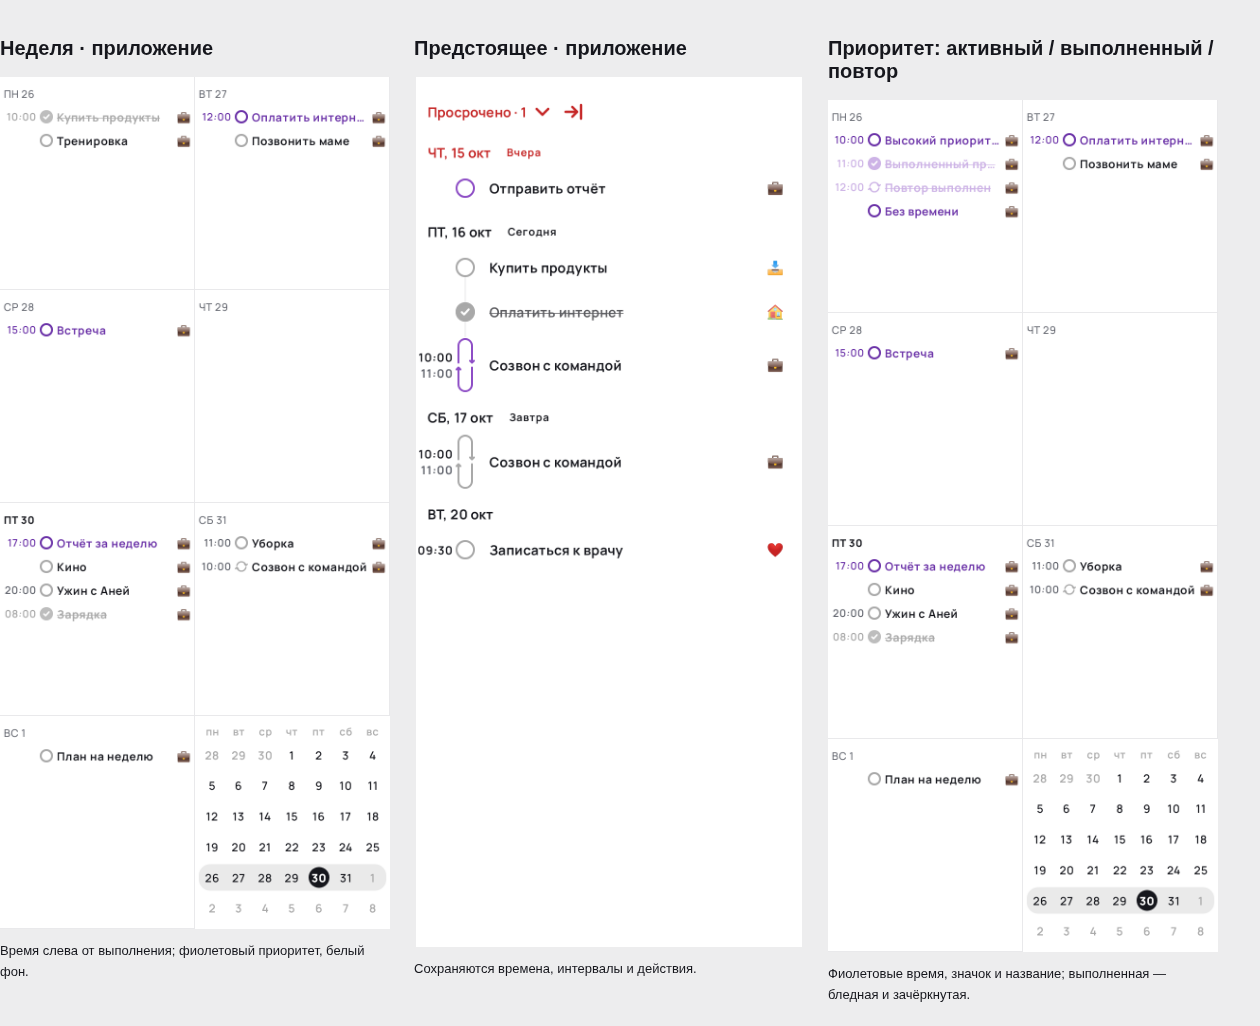 Неделя · приложение
ПН 26
10:00 Купить продукты
Тренировка
ВТ 27
12:00 Оплатить интерн...
Позвонить маме
СР 28
15:00 Встреча
ЧТ 29
ПТ 30
17:00 Отчёт за неделю
Кино
20:00 Ужин с Аней
08:00 Зарядка
СБ 31
11:00 Уборка
10:00 Созвон с командой
ВС 1
План на неделю
пн вт ср чт пт сб вс
28 29 30 1 2 3 4
5 6 7 8 9 10 11
12 13 14 15 16 17 18
19 20 21 22 23 24 25
26 27 28 29 30 31 1
2 3 4 5 6 7 8
Время слева от выполнения; фиолетовый приоритет, белый
фон.
Предстоящее · приложение
Просрочено · 1
ЧТ, 15 окт Вчера
Отправить отчёт
ПТ, 16 окт Сегодня
Купить продукты
Оплатить интернет
10:00
11:00
Созвон с командой
СБ, 17 окт Завтра
10:00
11:00
Созвон с командой
ВТ, 20 окт
09:30 Записаться к врачу
Сохраняются времена, интервалы и действия.
Приоритет: активный / выполненный /
повтор
ПН 26
10:00 Высокий приорит...
11:00 Выполненный пр...
12:00 Повтор выполнен
Без времени
ВТ 27
12:00 Оплатить интерн...
Позвонить маме
СР 28
15:00 Встреча
ЧТ 29
ПТ 30
17:00 Отчёт за неделю
Кино
20:00 Ужин с Аней
08:00 Зарядка
СБ 31
11:00 Уборка
10:00 Созвон с командой
ВС 1
План на неделю
пн вт ср чт пт сб вс
28 29 30 1 2 3 4
5 6 7 8 9 10 11
12 13 14 15 16 17 18
19 20 21 22 23 24 25
26 27 28 29 30 31 1
2 3 4 5 6 7 8
Фиолетовые время, значок и название; выполненная —
бледная и зачёркнутая.